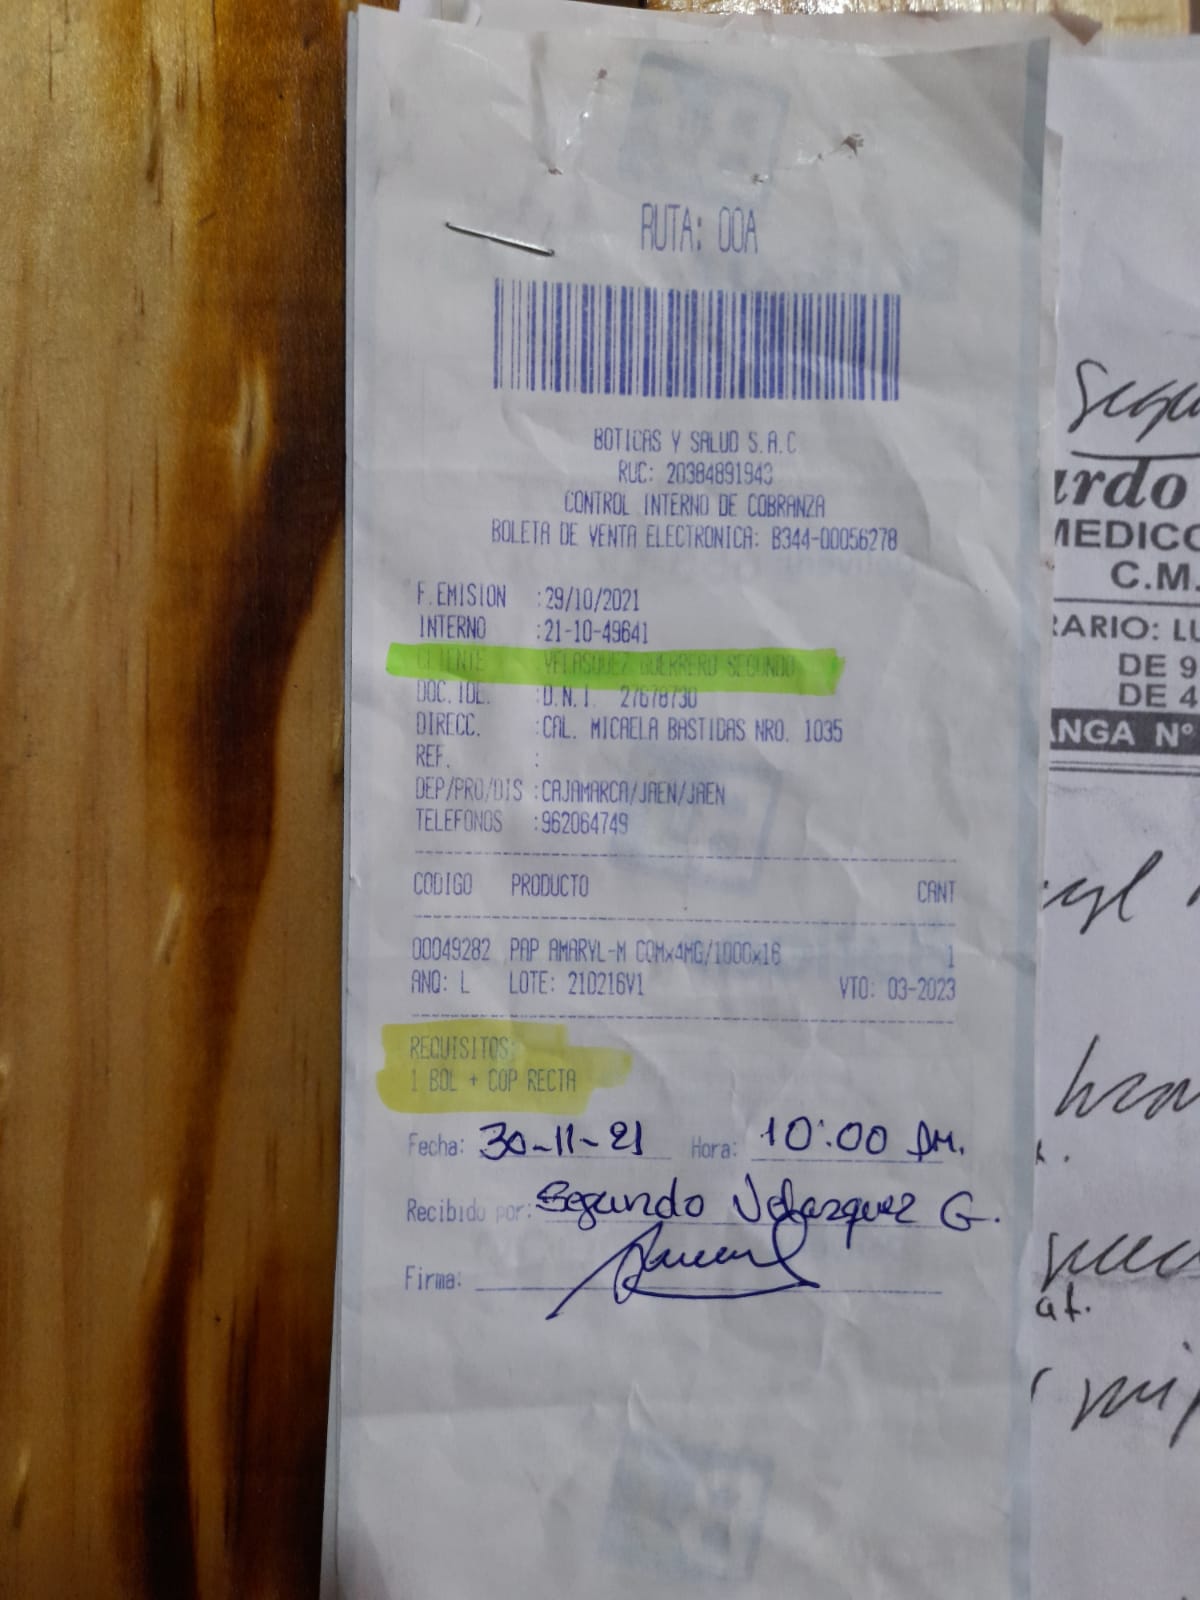 RUTA: 00A
BOTICAS Y SALUD S.A.C
RUC: 20384891943
CONTROL INTERNO DE COBRANZA
BOLETA DE VENTA ELECTRONICA: B344-00056278
F.EMISION :29/10/2021
INTERNO :21-10-49641
CLIENTE :VELASQUEZ GUERRERO SEGUNDO
DOC.IDE. :D.N.I. 27678730
DIRECC. :CAL. MICAELA BASTIDAS NRO. 1035
REF. :
DEP/PRO/DIS :CAJAMARCA/JAEN/JAEN
TELEFONOS :962064749
CODIGO PRODUCTO CANT
00049282 PAP AMARYL-M COMx4MG/1000x16 1
ANQ: L LOTE: 210216V1 VTO: 03-2023
REQUISITOS:
1 BOL + COP RECTA
Fecha: 30-11-21 Hora: 10:00 AM.
Recibido por: Segundo Velazquez G.
Firma:
Segu
ardo
MEDICO
C.M.
RARIO: LU
DE 9
DE 4
ANGA N°